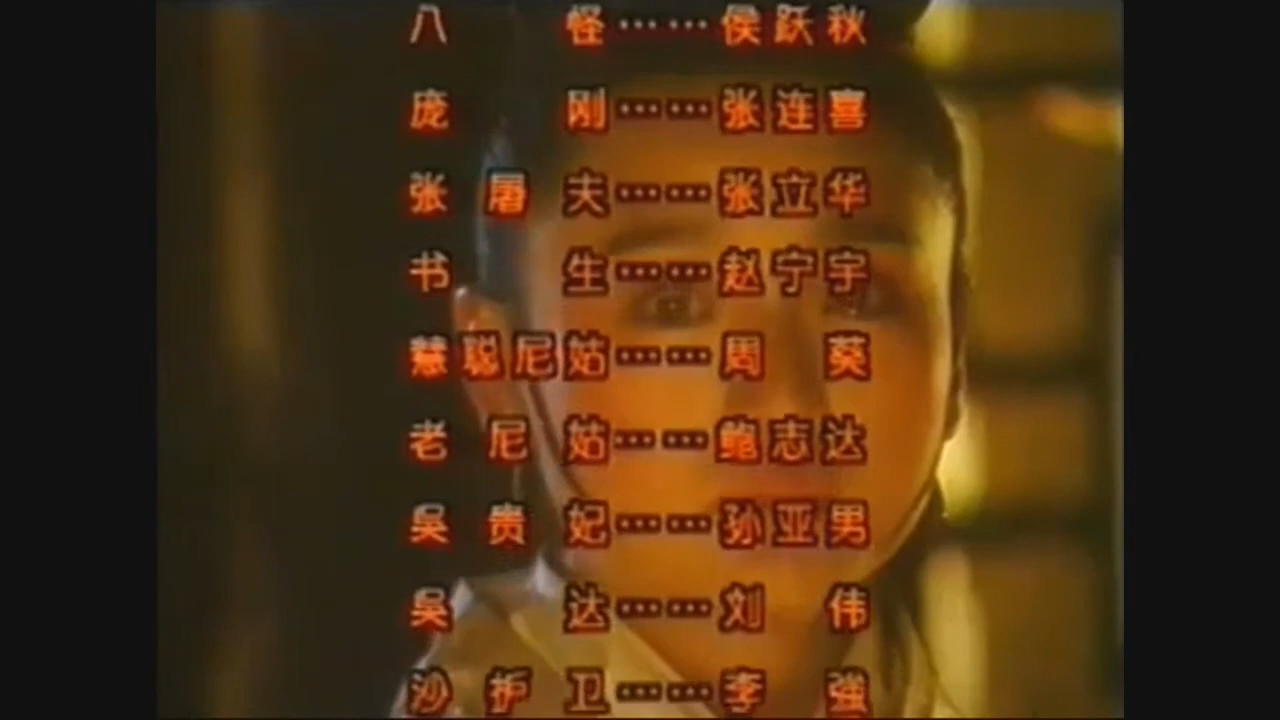 八怪……侯跃秋
庞刚……张连喜
张屠夫……张立华
书生……赵宁宇
慧聪尼姑……周葵
老尼姑……鲍志达
吴贵妃……孙亚男
吴达……刘伟
沙护卫……李強